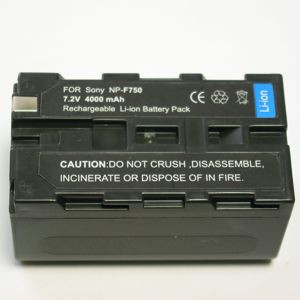 FOR Sony NP-F750
7.2V 4000 mAh
Rechargeable Li-ion Battery Pack
Li-ion
CAUTION:DO NOT CRUSH ,DISASSEMBLE,
INCINERATE OR DISPOSE OF IN FIRE.